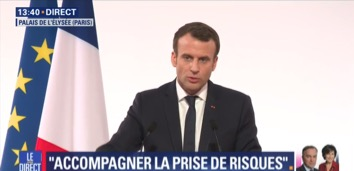 13:40 DIRECT
PALAIS DE L'ÉLYSÉE (PARIS)
LE
DIRECT
"ACCOMPAGNER LA PRISE DE RISQUES"